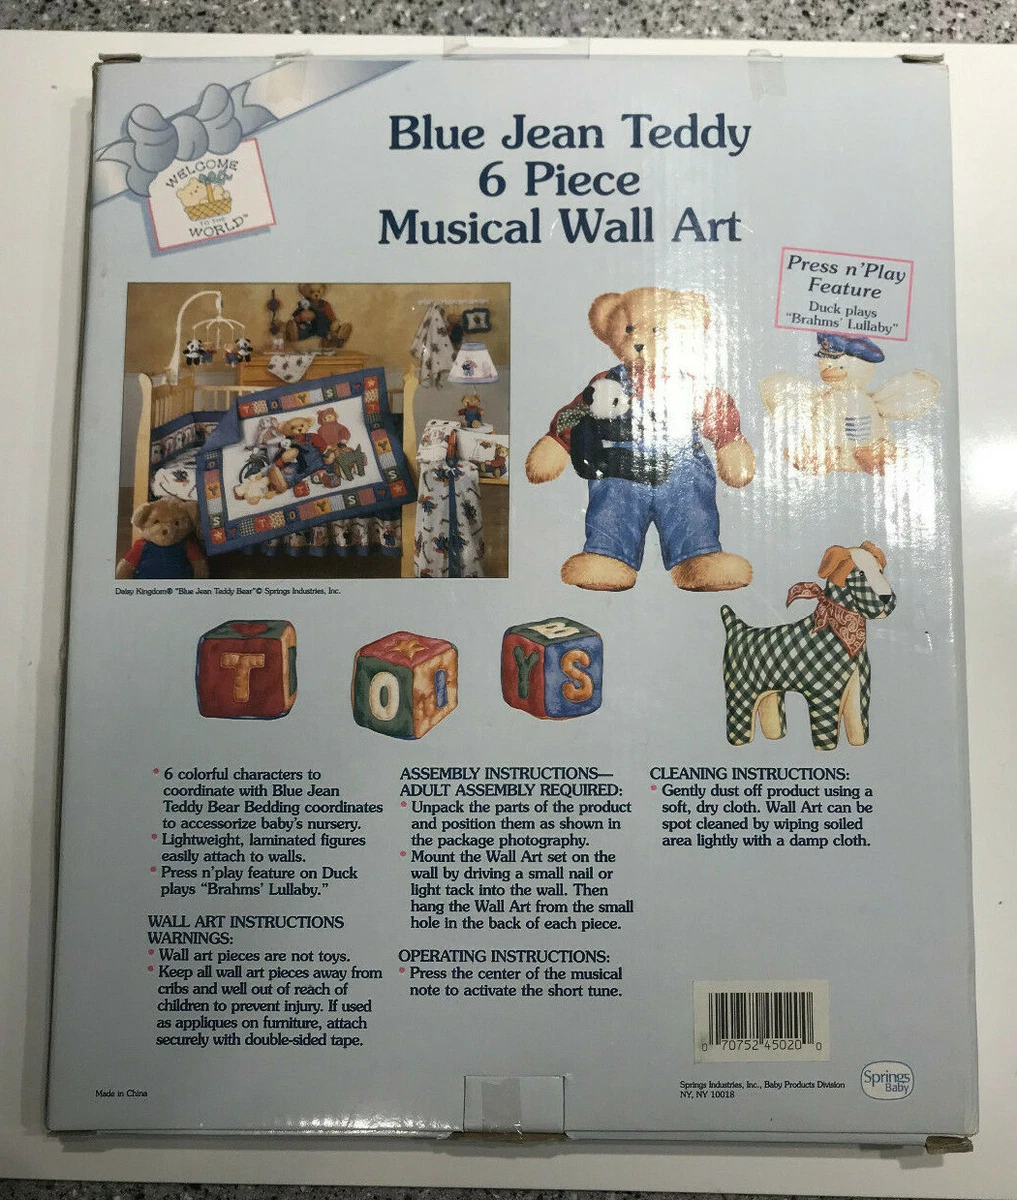 WELCOME
TO THE
WORLD™
Blue Jean Teddy
6 Piece
Musical Wall Art
Press n'Play
Feature
Duck plays
"Brahms' Lullaby"
Daisy Kingdom® "Blue Jean Teddy Bear"© Springs Industries, Inc.
T
O
Y
S
B
• 6 colorful characters to
coordinate with Blue Jean
Teddy Bear Bedding coordinates
to accessorize baby's nursery.
• Lightweight, laminated figures
easily attach to walls.
• Press n'play feature on Duck
plays "Brahms' Lullaby."
WALL ART INSTRUCTIONS
WARNINGS:
• Wall art pieces are not toys.
• Keep all wall art pieces away from
cribs and well out of reach of
children to prevent injury. If used
as appliques on furniture, attach
securely with double-sided tape.
ASSEMBLY INSTRUCTIONS—
ADULT ASSEMBLY REQUIRED:
• Unpack the parts of the product
and position them as shown in
the package photography.
• Mount the Wall Art set on the
wall by driving a small nail or
light tack into the wall. Then
hang the Wall Art from the small
hole in the back of each piece.
OPERATING INSTRUCTIONS:
• Press the center of the musical
note to activate the short tune.
CLEANING INSTRUCTIONS:
• Gently dust off product using a
soft, dry cloth. Wall Art can be
spot cleaned by wiping soiled
area lightly with a damp cloth.
0 70752 45020 0
Made in China
Springs Industries, Inc., Baby Products Division
NY, NY 10018
Springs
Baby